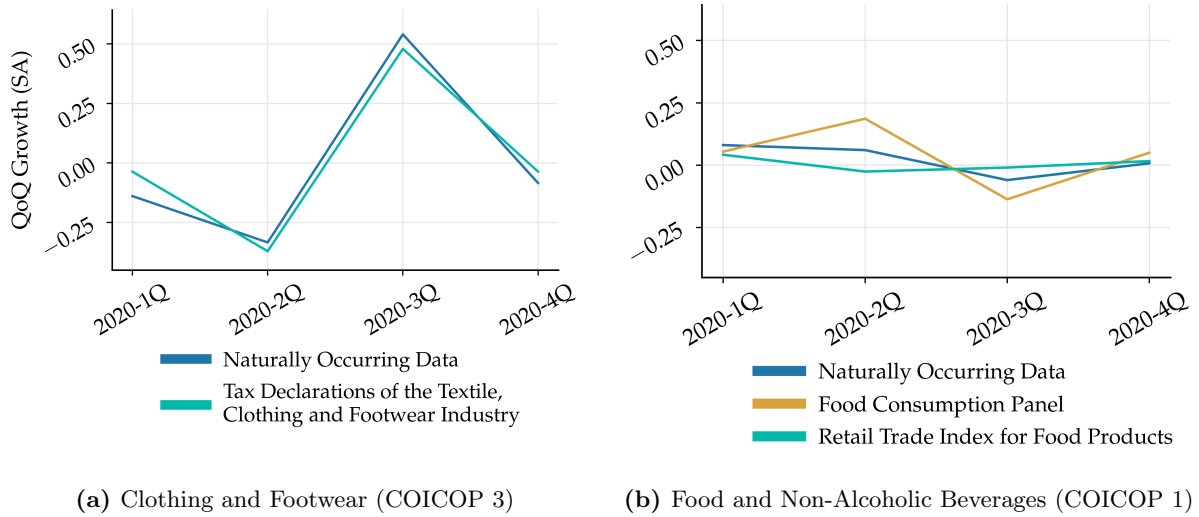 QoQ Growth (SA)
0.50
0.25
0.00
−0.25
2020-1Q
2020-2Q
2020-3Q
2020-4Q
Naturally Occurring Data
Tax Declarations of the Textile,
Clothing and Footwear Industry
(a) Clothing and Footwear (COICOP 3)
0.50
0.25
0.00
−0.25
2020-1Q
2020-2Q
2020-3Q
2020-4Q
Naturally Occurring Data
Food Consumption Panel
Retail Trade Index for Food Products
(b) Food and Non-Alcoholic Beverages (COICOP 1)